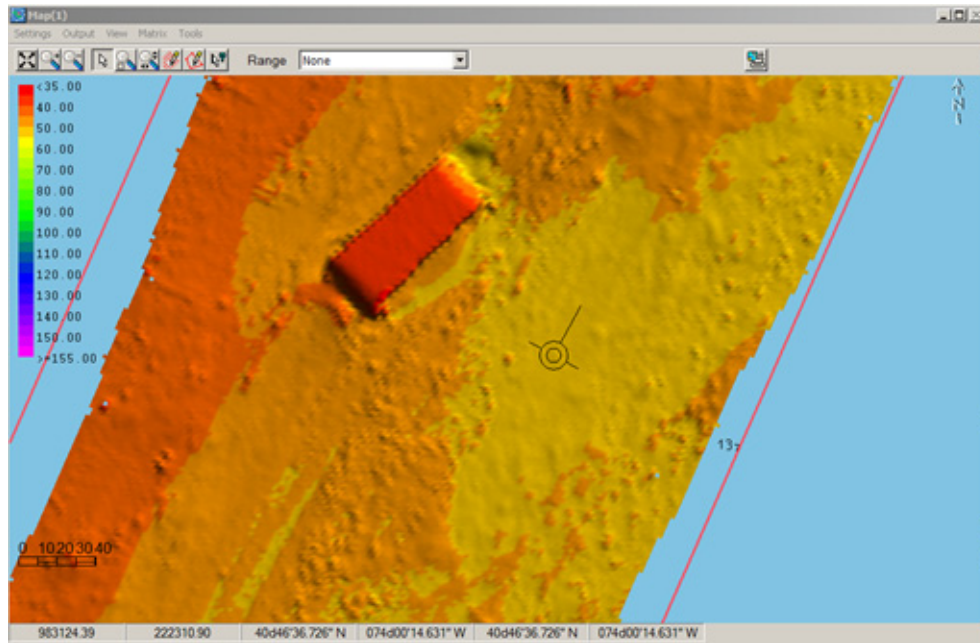 Map(1)
Settings Output View Matrix Tools
Range None
<35.00
40.00
50.00
60.00
70.00
80.00
90.00
100.00
110.00
120.00
130.00
140.00
150.00
>=155.00
N
13
0 10 20 30 40
983124.39 222310.90 40d46'36.726" N 074d00'14.631" W 40d46'36.726" N 074d00'14.631" W